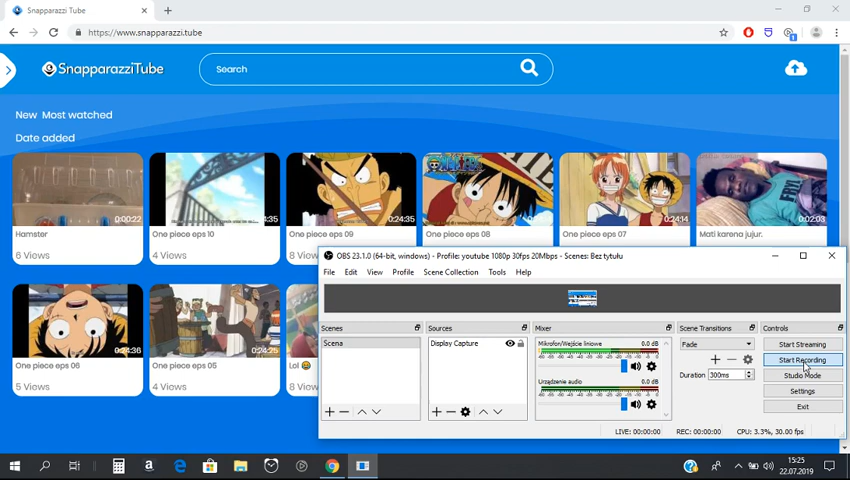 Snapparazzi Tube
https://www.snapparazzi.tube
SnapparazziTube
Search
New Most watched
Date added
0:00:22
4:35
0:24:35
0:24:14
0:02:03
Hamster
One piece eps 10
One piece eps 09
One piece eps 08
One piece eps 07
Mati karena jujur.
6 Views
4 Views
8 Views
OBS 23.1.0 (64-bit, windows) - Profile: youtube 1080p 30fps 20Mbps - Scenes: Bez tytułu
File Edit View Profile Scene Collection Tools Help
Scenes
Sources
Mixer
Scene Transitions
Controls
Scena
Display Capture
Mikrofon/Wejście liniowe 0.0 dB
Urządzenie audio 0.0 dB
Fade
Duration 300ms
Start Streaming
Start Recording
Studio Mode
Settings
Exit
0:24:36
0:24:25
One piece eps 06
One piece eps 05
Lol
5 Views
4 Views
8 Views
LIVE: 00:00:00
REC: 00:00:00
CPU: 3.3%, 30.00 fps
15:25
22.07.2019